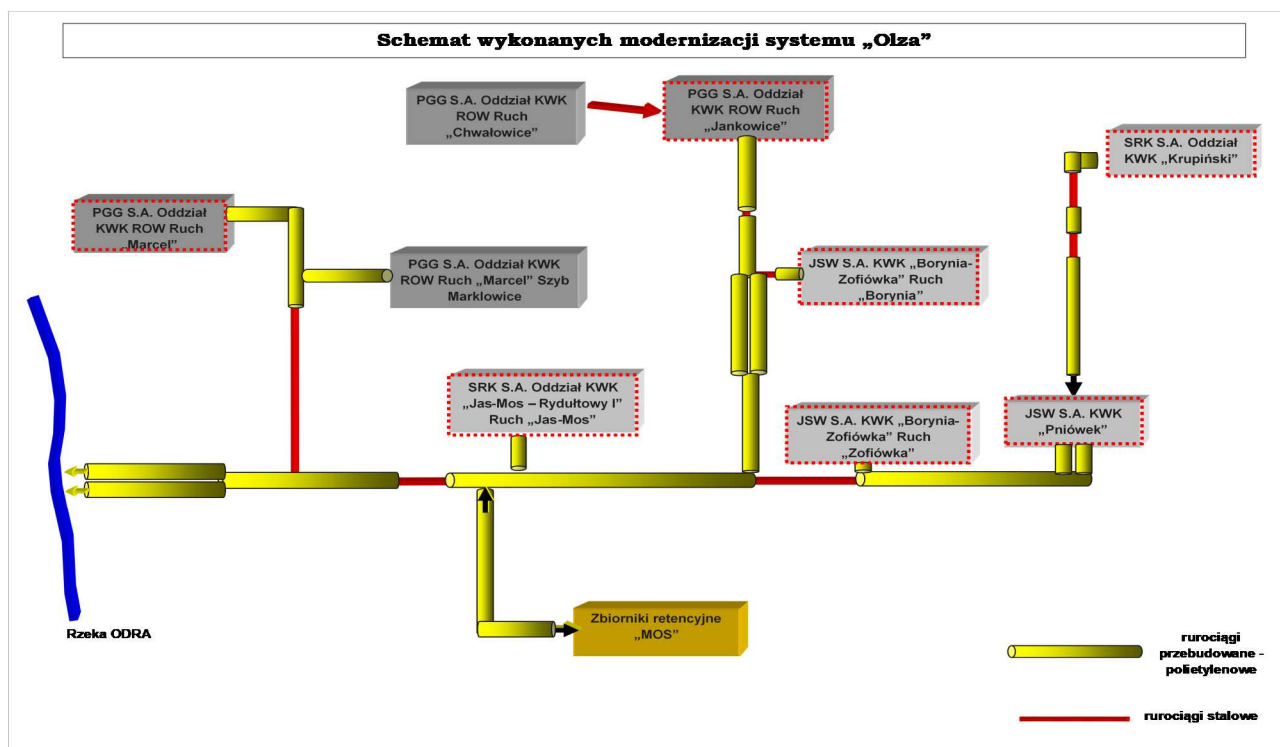 Schemat wykonanych modernizacji systemu „Olza”
PGG S.A. Oddział KWK
ROW Ruch
„Chwałowice”
PGG S.A. Oddział
KWK ROW Ruch
„Jankowice”
SRK S.A. Oddział
KWK „Krupiński”
PGG S.A. Oddział
KWK ROW Ruch
„Marcel”
PGG S.A. Oddział KWK
ROW Ruch „Marcel” Szyb
Marklowice
JSW S.A. KWK „Borynia-
Zofiówka” Ruch
„Borynia”
SRK S.A. Oddział KWK
„Jas-Mos – Rydułtowy I”
Ruch „Jas-Mos”
JSW S.A. KWK „Borynia-
Zofiówka” Ruch
„Zofiówka”
JSW S.A. KWK
„Pniówek”
Zbiorniki retencyjne
„MOS”
Rzeka ODRA
rurociągi
przebudowane -
polietylenowe
rurociągi stalowe